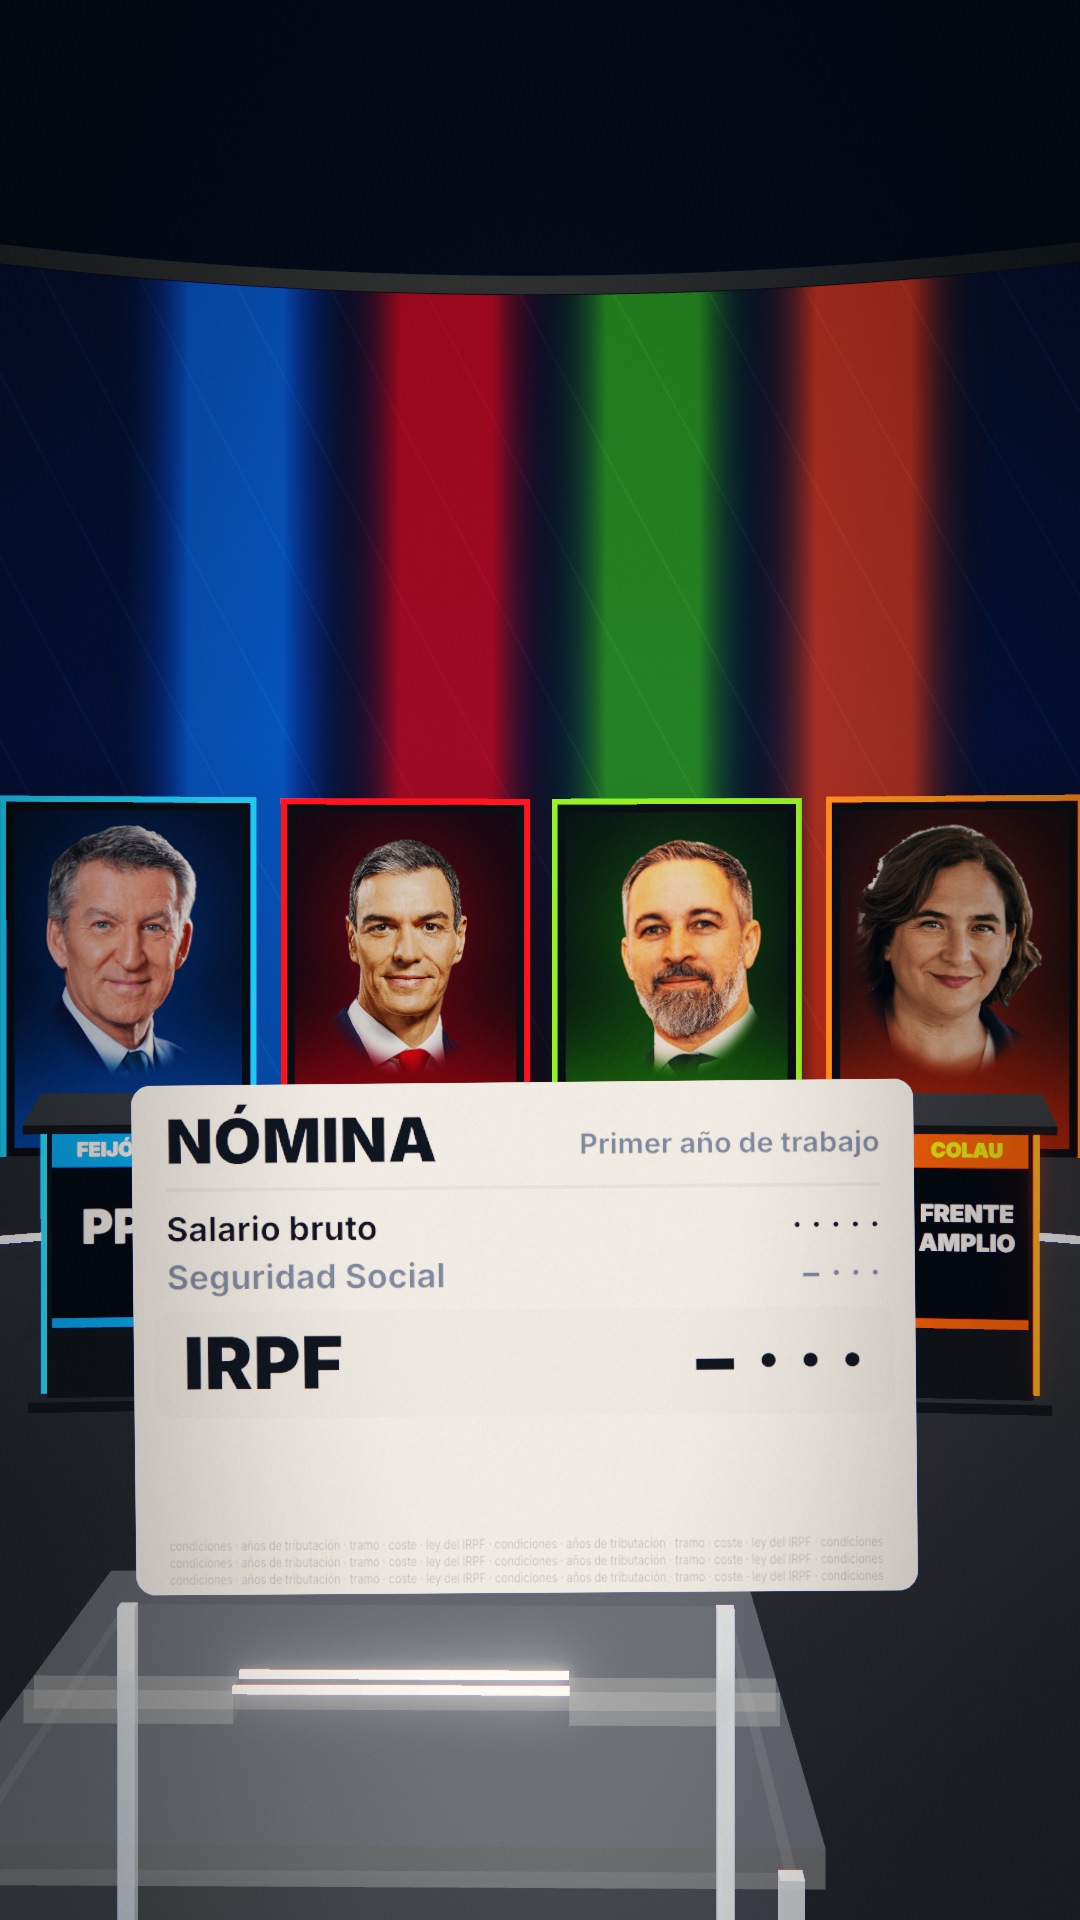 NÓMINA
Primer año de trabajo
Salario bruto
Seguridad Social
IRPF
condiciones · años de tributación · tramo · coste · ley del IRPF · condiciones · años de tributación · tramo · coste · ley del IRPF · condiciones
condiciones · años de tributación · tramo · coste · ley del IRPF · condiciones · años de tributación · tramo · coste · ley del IRPF · condiciones
condiciones · años de tributación · tramo · coste · ley del IRPF · condiciones · años de tributación · tramo · coste · ley del IRPF · condiciones
FEIJÓ
PP
COLAU
FRENTE
AMPLIO